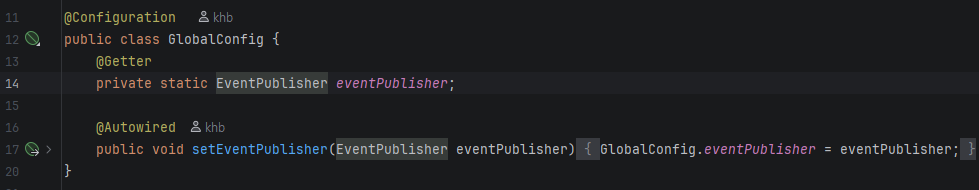 11 @Configuration khb
12 public class GlobalConfig {
13 @Getter
14 private static EventPublisher eventPublisher;
15
16 @Autowired khb
17 public void setEventPublisher(EventPublisher eventPublisher) { GlobalConfig.eventPublisher = eventPublisher; }
20 }